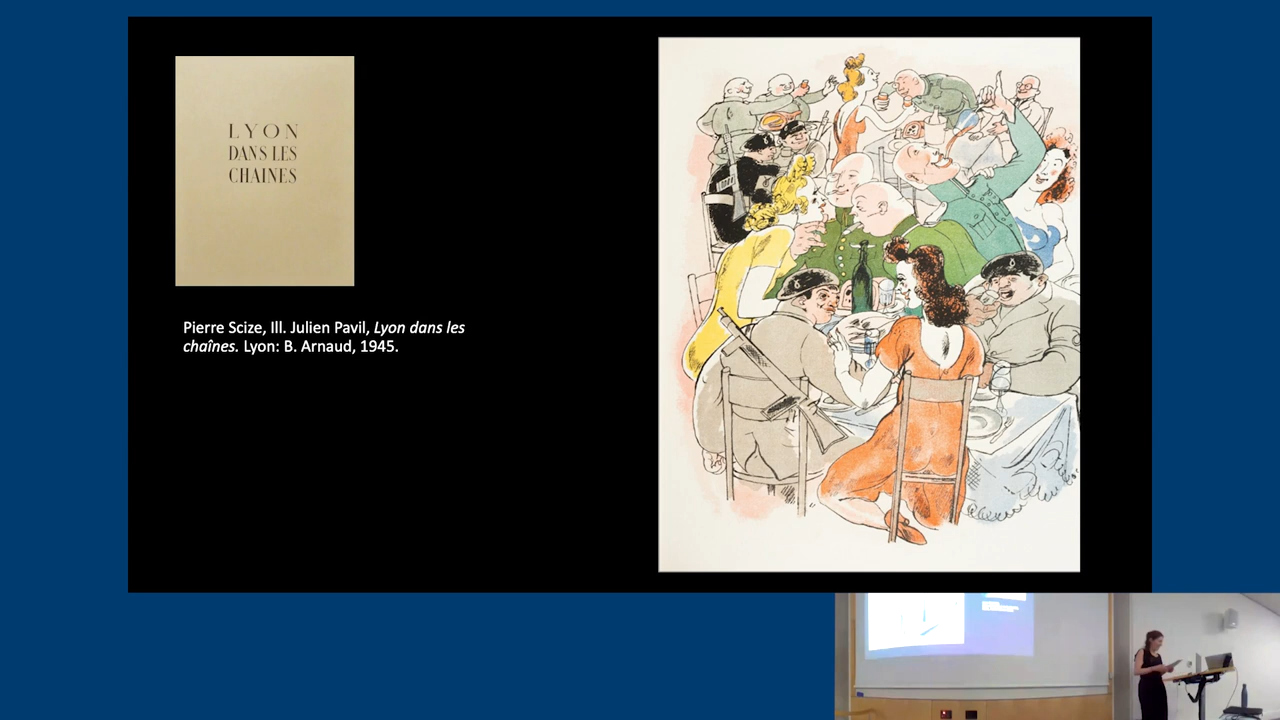 LYON
DANS LES
CHAINES
Pierre Scize, Ill. Julien Pavil, Lyon dans les
chaînes. Lyon: B. Arnaud, 1945.